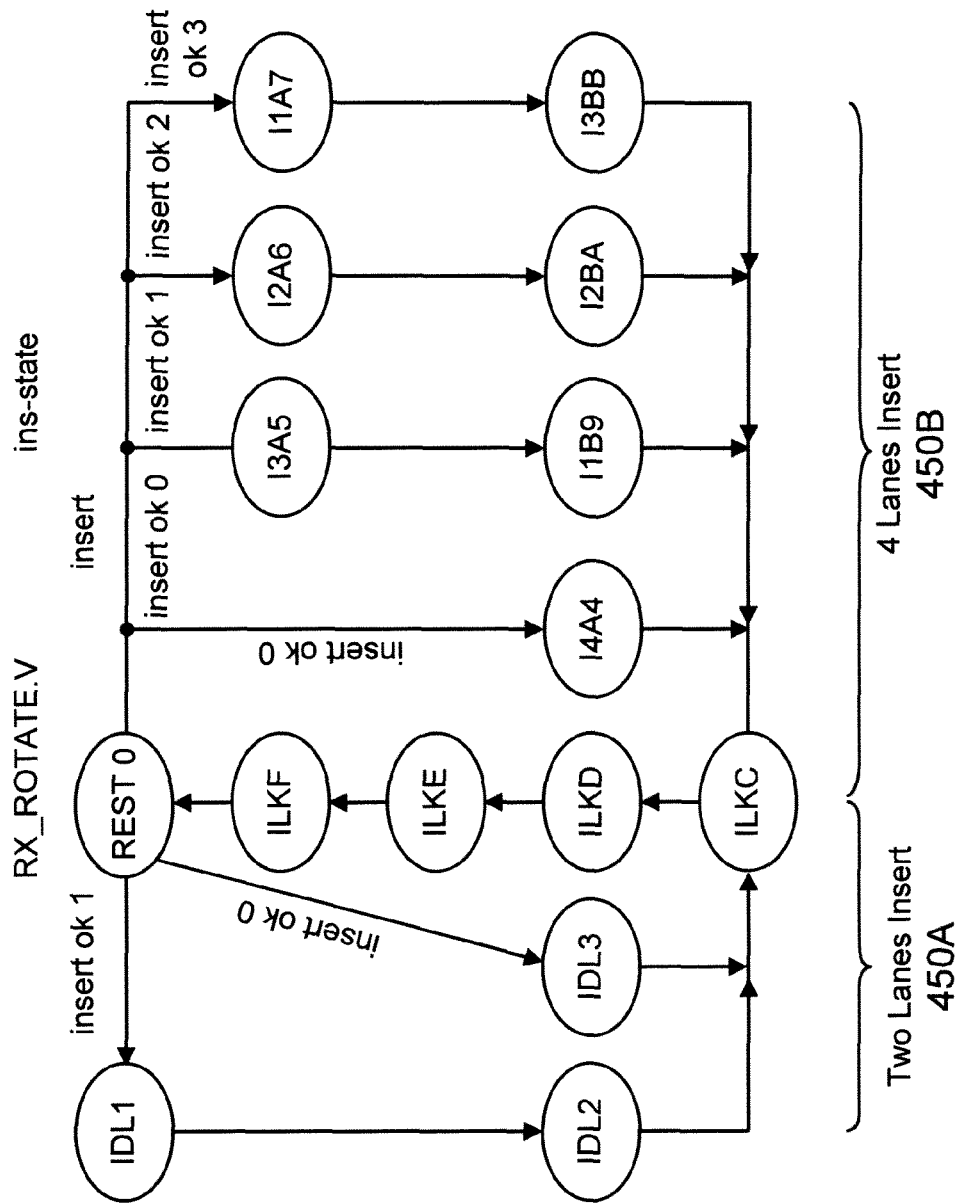 RX_ROTATE.V
ins-state
insert
insert ok 1
insert ok 0
insert ok 0
insert ok 0
insert ok 1
insert ok 2
insert
ok 3
IDL1
REST 0
I3A5
I2A6
I1A7
ILKF
ILKE
IDL2
IDL3
ILKD
I4A4
I1B9
I2BA
I3BB
ILKC
Two Lanes Insert
450A
4 Lanes Insert
450B